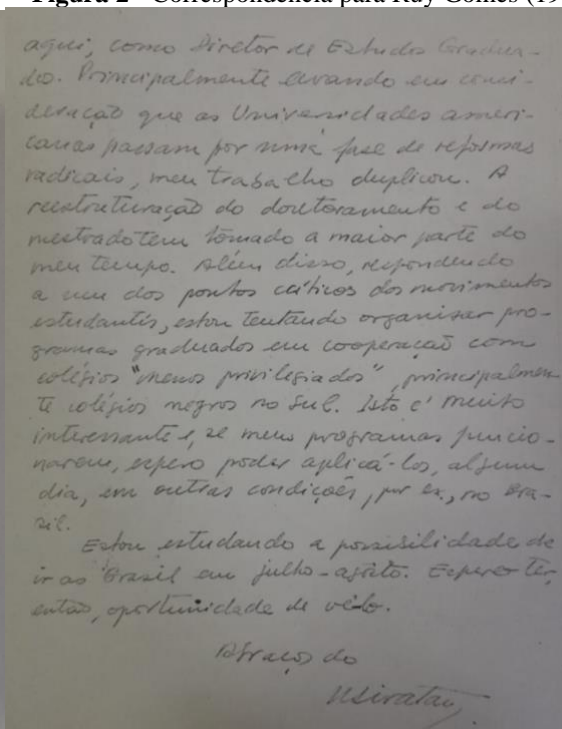 Figura 2 - Correspondência para Ruy Gomes (19
aqui, como Diretor de Estudos Gradua-
do. Principalmente levando em conci-
deração que as Universidades ameri-
canas passam por uma fase de reformas
radicais, meu trabalho duplicou. A
reestruturação do doutoramento e do
mestrado tem tomado a maior parte do
meu tempo. Além disso, respondendo
a um dos pontos críticos dos movimentos
estudantis, estou tentando organizar pro-
gramas graduados em cooperação com
colégios "menos privilegiados", principalmen
te colégios negros no Sul. Isto é muito
interessante e, se meus programas funcio-
narem, espero poder aplicá-los, algum
dia, em outras condições, por ex., no Bra-
sil.
Estou estudando a possibilidade de
ir ao Brasil em julho-agôsto. Espero ter,
então, oportunidade de vê-lo.
Abraços do
Ubiratan